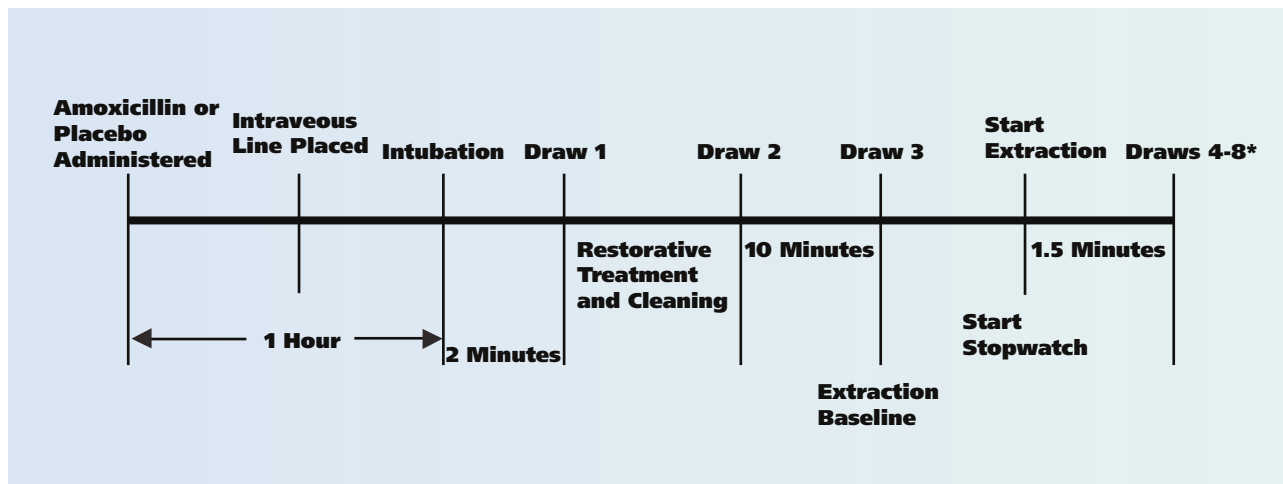 Amoxicillin or
Placebo
Administered
Intraveous
Line Placed
Intubation
Draw 1
Draw 2
Draw 3
Start
Extraction
Draws 4-8*
Restorative
Treatment
and Cleaning
10 Minutes
1.5 Minutes
1 Hour
2 Minutes
Start
Stopwatch
Extraction
Baseline